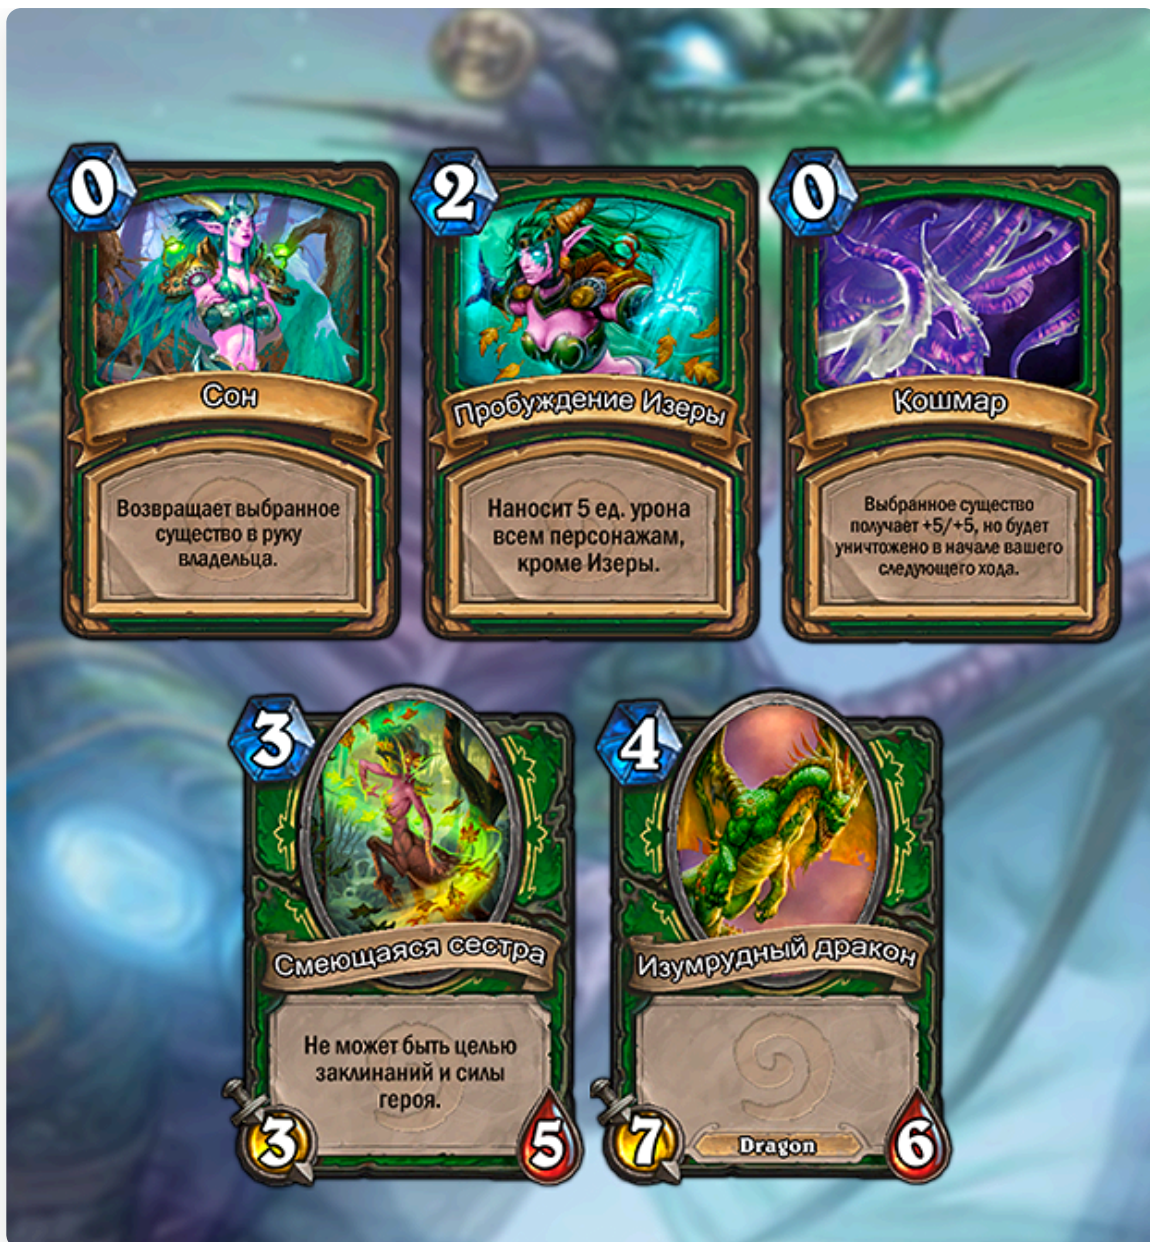 0
2
0
Сон
Пробуждение Изеры
Кошмар
Возвращает выбранное
существо в руку
владельца.
Наносит 5 ед. урона
всем персонажам,
кроме Изеры.
Выбранное существо
получает +5/+5, но будет
уничтожено в начале вашего
следующего хода.
3
4
Смеющаяся сестра
Изумрудный дракон
Не может быть целью
заклинаний и силы
героя.
3
5
7
Dragon
6